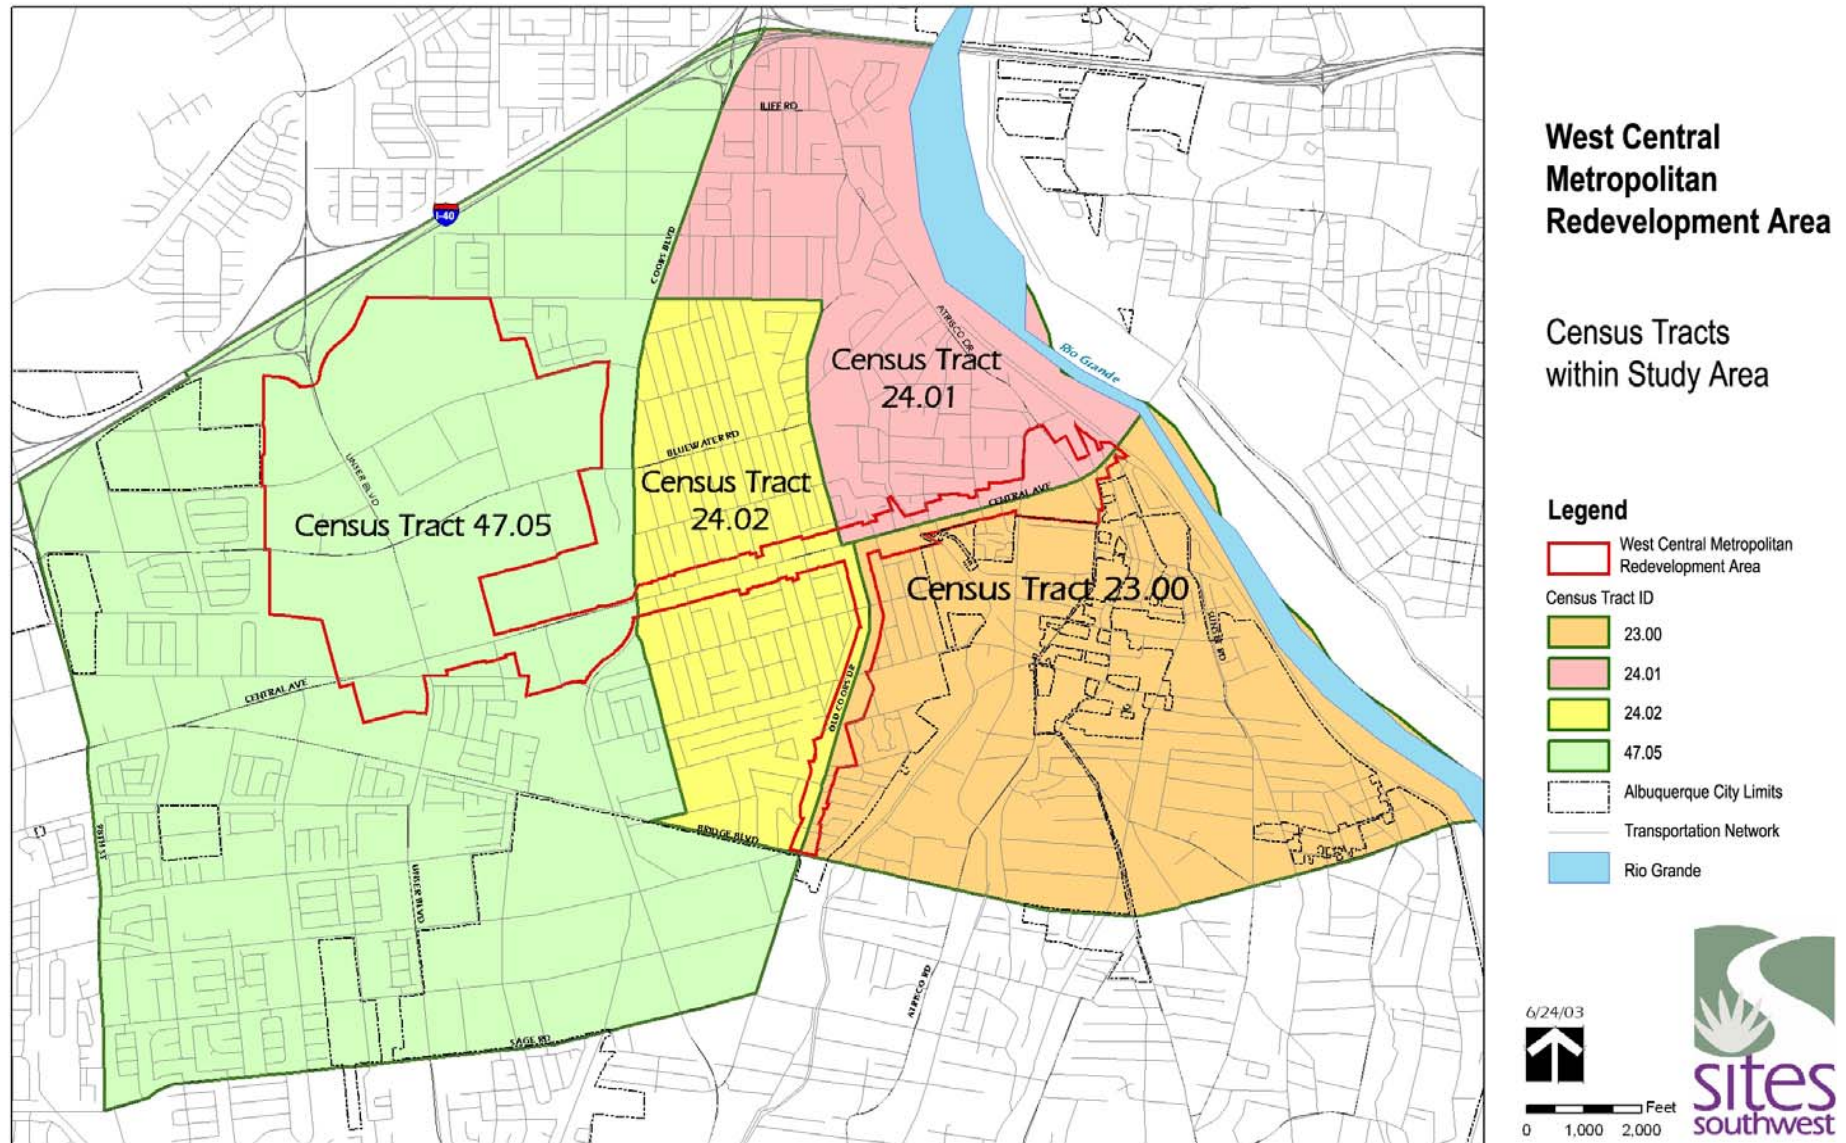 West Central
Metropolitan
Redevelopment Area
Census Tracts
within Study Area
ILIFF RD
I-40
COORS BLVD
ATRISCO DR
Rio Grande
Census Tract
24.01
BLUEWATER RD
Census Tract
24.02
UNSER BLVD
Census Tract 47.05
CENTRAL AVE
Census Tract 23.00
SUNSET RD
OLD COORS DR
CENTRAL AVE
BRIDGE BLVD
98TH ST
UNSER BLVD
ATRISCO RD
SAGE RD
Legend
West Central Metropolitan
Redevelopment Area
Census Tract ID
23.00
24.01
24.02
47.05
Albuquerque City Limits
Transportation Network
Rio Grande
6/24/03
Feet
0 1,000 2,000
sites
southwest